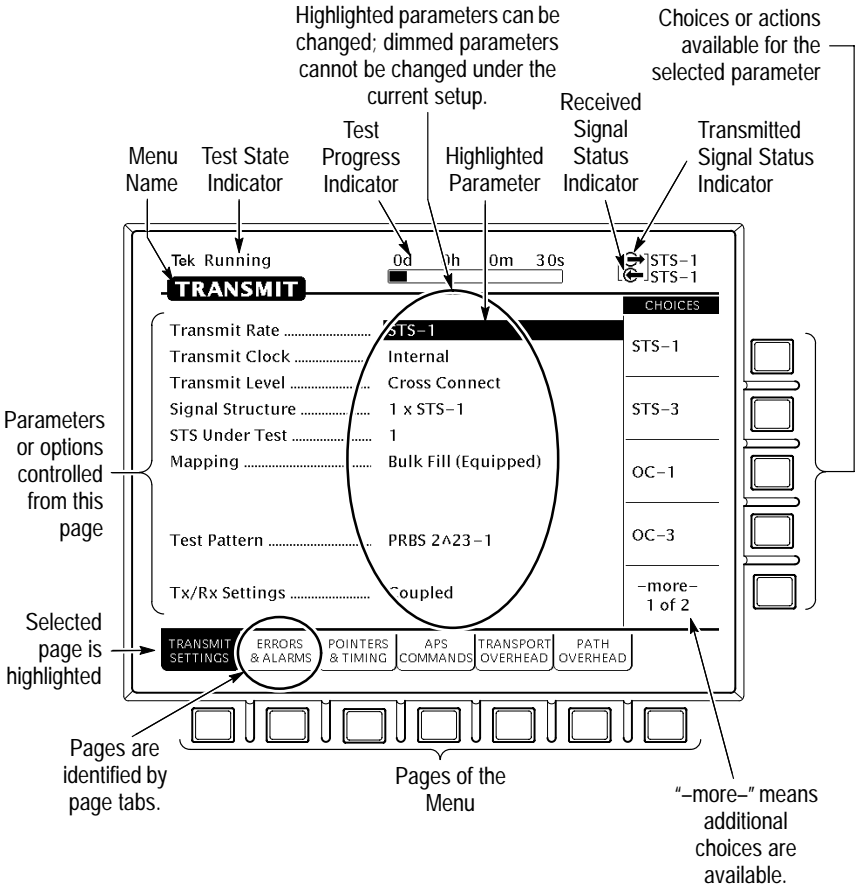 Highlighted parameters can be
changed; dimmed parameters
cannot be changed under the
current setup.
Choices or actions
available for the
selected parameter
Menu
Name
Test State
Indicator
Test
Progress
Indicator
Highlighted
Parameter
Received
Signal
Status
Indicator
Transmitted
Signal Status
Indicator
Tek Running
0d 0h 0m 30s
STS–1
STS–1
TRANSMIT
CHOICES
Transmit Rate ............... STS–1
Transmit Clock ............... Internal
Transmit Level ............... Cross Connect
Signal Structure ............... 1 x STS–1
STS Under Test ............... 1
Mapping ............... Bulk Fill (Equipped)
Test Pattern ............... PRBS 2^23–1
Tx/Rx Settings ............... Coupled
STS–1
STS–3
OC–1
OC–3
–more–
1 of 2
Parameters
or options
controlled
from this
page
Selected
page is
highlighted
TRANSMIT
SETTINGS
ERRORS
& ALARMS
POINTERS
& TIMING
APS
COMMANDS
TRANSPORT
OVERHEAD
PATH
OVERHEAD
Pages are
identified by
page tabs.
Pages of the
Menu
“–more–” means
additional
choices are
available.